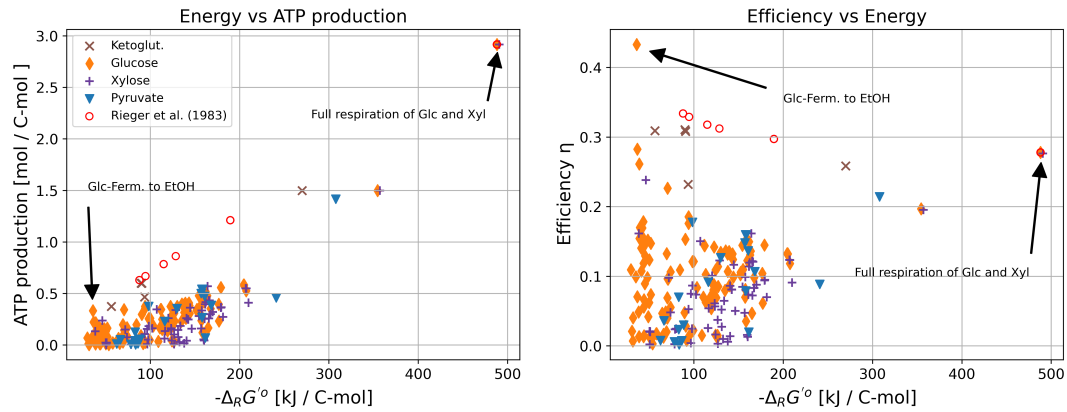 Energy vs ATP production
ATP production [mol / C-mol ]
3.0
2.5
2.0
1.5
1.0
0.5
0.0
Ketoglut.
Glucose
Xylose
Pyruvate
Rieger et al. (1983)
Full respiration of Glc and Xyl
Glc-Ferm. to EtOH
100 200 300 400 500
-Δ_R G'^o [kJ / C-mol]
Efficiency vs Energy
Efficiency η
0.4
0.3
0.2
0.1
0.0
Glc-Ferm. to EtOH
Full respiration of Glc and Xyl
100 200 300 400 500
-Δ_R G'^o [kJ / C-mol]